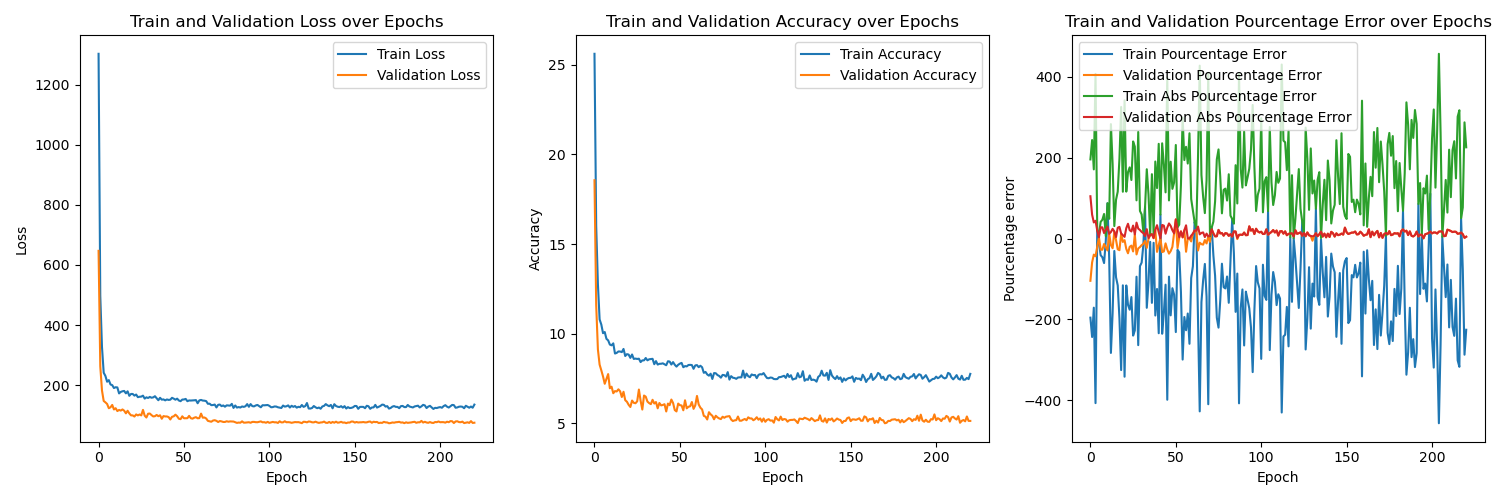 Train and Validation Loss over Epochs
Loss
1200
1000
800
600
400
200
0
50
100
150
200
Epoch
Train Loss
Validation Loss
Train and Validation Accuracy over Epochs
Accuracy
25
20
15
10
5
0
50
100
150
200
Epoch
Train Accuracy
Validation Accuracy
Train and Validation Pourcentage Error over Epochs
Pourcentage error
400
200
0
−200
−400
0
50
100
150
200
Epoch
Train Pourcentage Error
Validation Pourcentage Error
Train Abs Pourcentage Error
Validation Abs Pourcentage Error